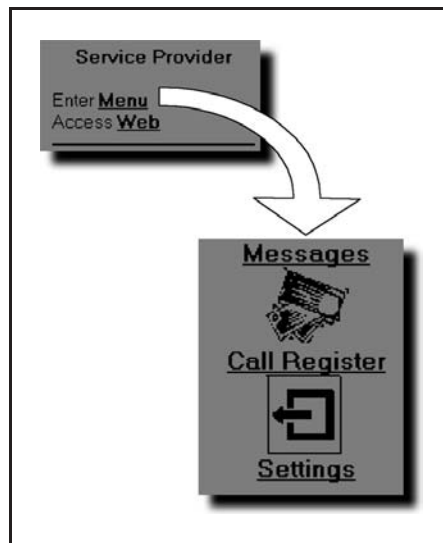 Service Provider
Enter Menu
Access Web
Messages
Call Register
Settings